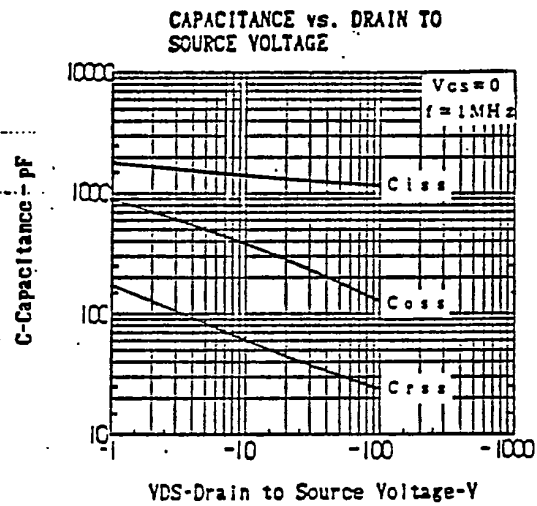 CAPACITANCE vs. DRAIN TO
SOURCE VOLTAGE
10000
VGS=0
f=1MHz
1000
Ciss
C-Capacitance-pF
100
Coss
Crss
10
-1
-10
-100
-1000
VDS-Drain to Source Voltage-V